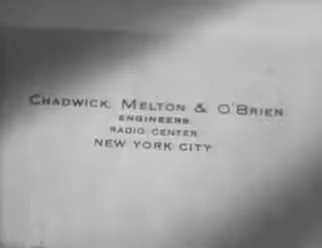 CHADWICK, MELTON & O'BRIEN
ENGINEERS
RADIO CENTER
NEW YORK CITY